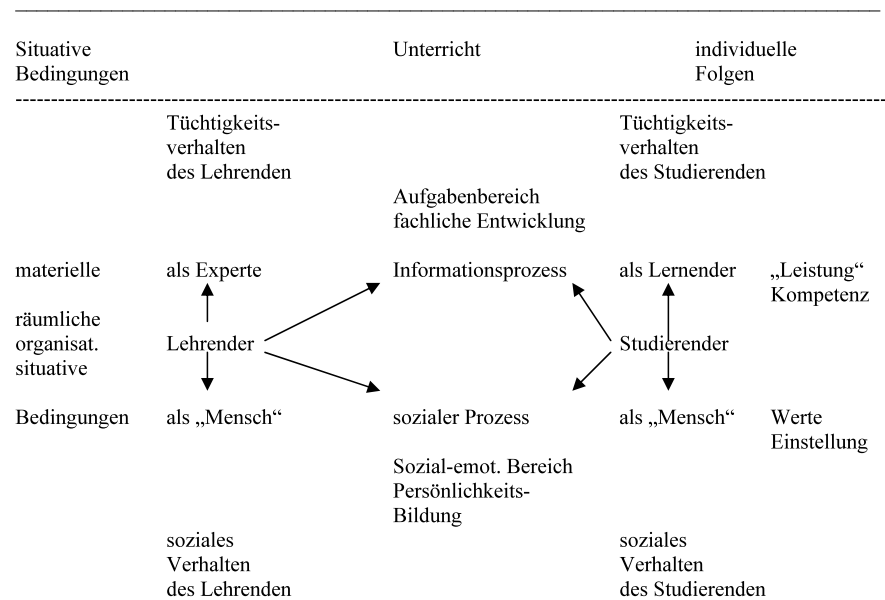 Situative Unterricht individuelle
Bedingungen Folgen
Tüchtigkeits- Tüchtigkeits-
verhalten verhalten
des Lehrenden des Studierenden
Aufgabenbereich
fachliche Entwicklung
materielle als Experte Informationsprozess als Lernender „Leistung“
Kompetenz
räumliche
organisat. Lehrender Studierender
situative
Bedingungen als „Mensch“ sozialer Prozess als „Mensch“ Werte
Einstellung
Sozial-emot. Bereich
Persönlichkeits-
Bildung
soziales soziales
Verhalten Verhalten
des Lehrenden des Studierenden